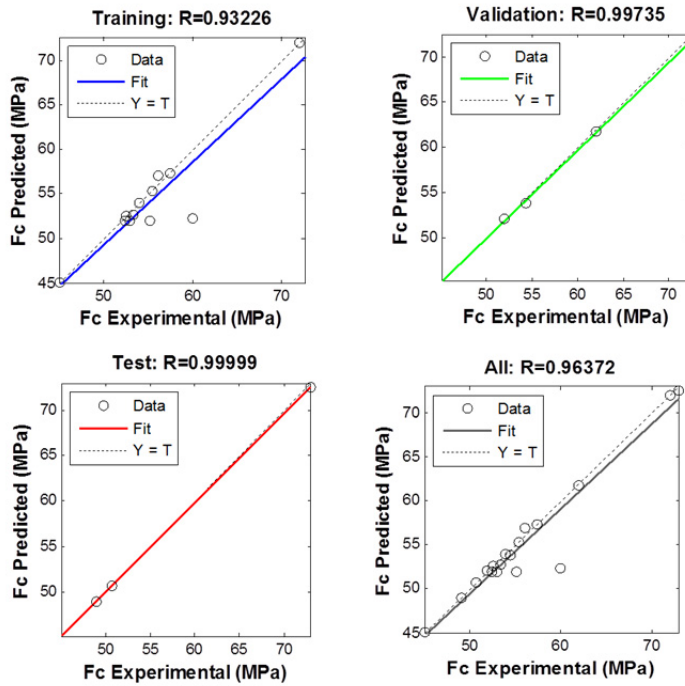 Training: R=0.93226
Data
Fit
Y = T
Fc Predicted (MPa)
70
65
60
55
50
45
50 60 70
Fc Experimental (MPa)
Validation: R=0.99735
Data
Fit
Y = T
Fc Predicted (MPa)
70
65
60
55
50
50 55 60 65 70
Fc Experimental (MPa)
Test: R=0.99999
Data
Fit
Y = T
Fc Predicted (MPa)
70
65
60
55
50
50 55 60 65 70
Fc Experimental (MPa)
All: R=0.96372
Data
Fit
Y = T
Fc Predicted (MPa)
70
65
60
55
50
45
50 60 70
Fc Experimental (MPa)